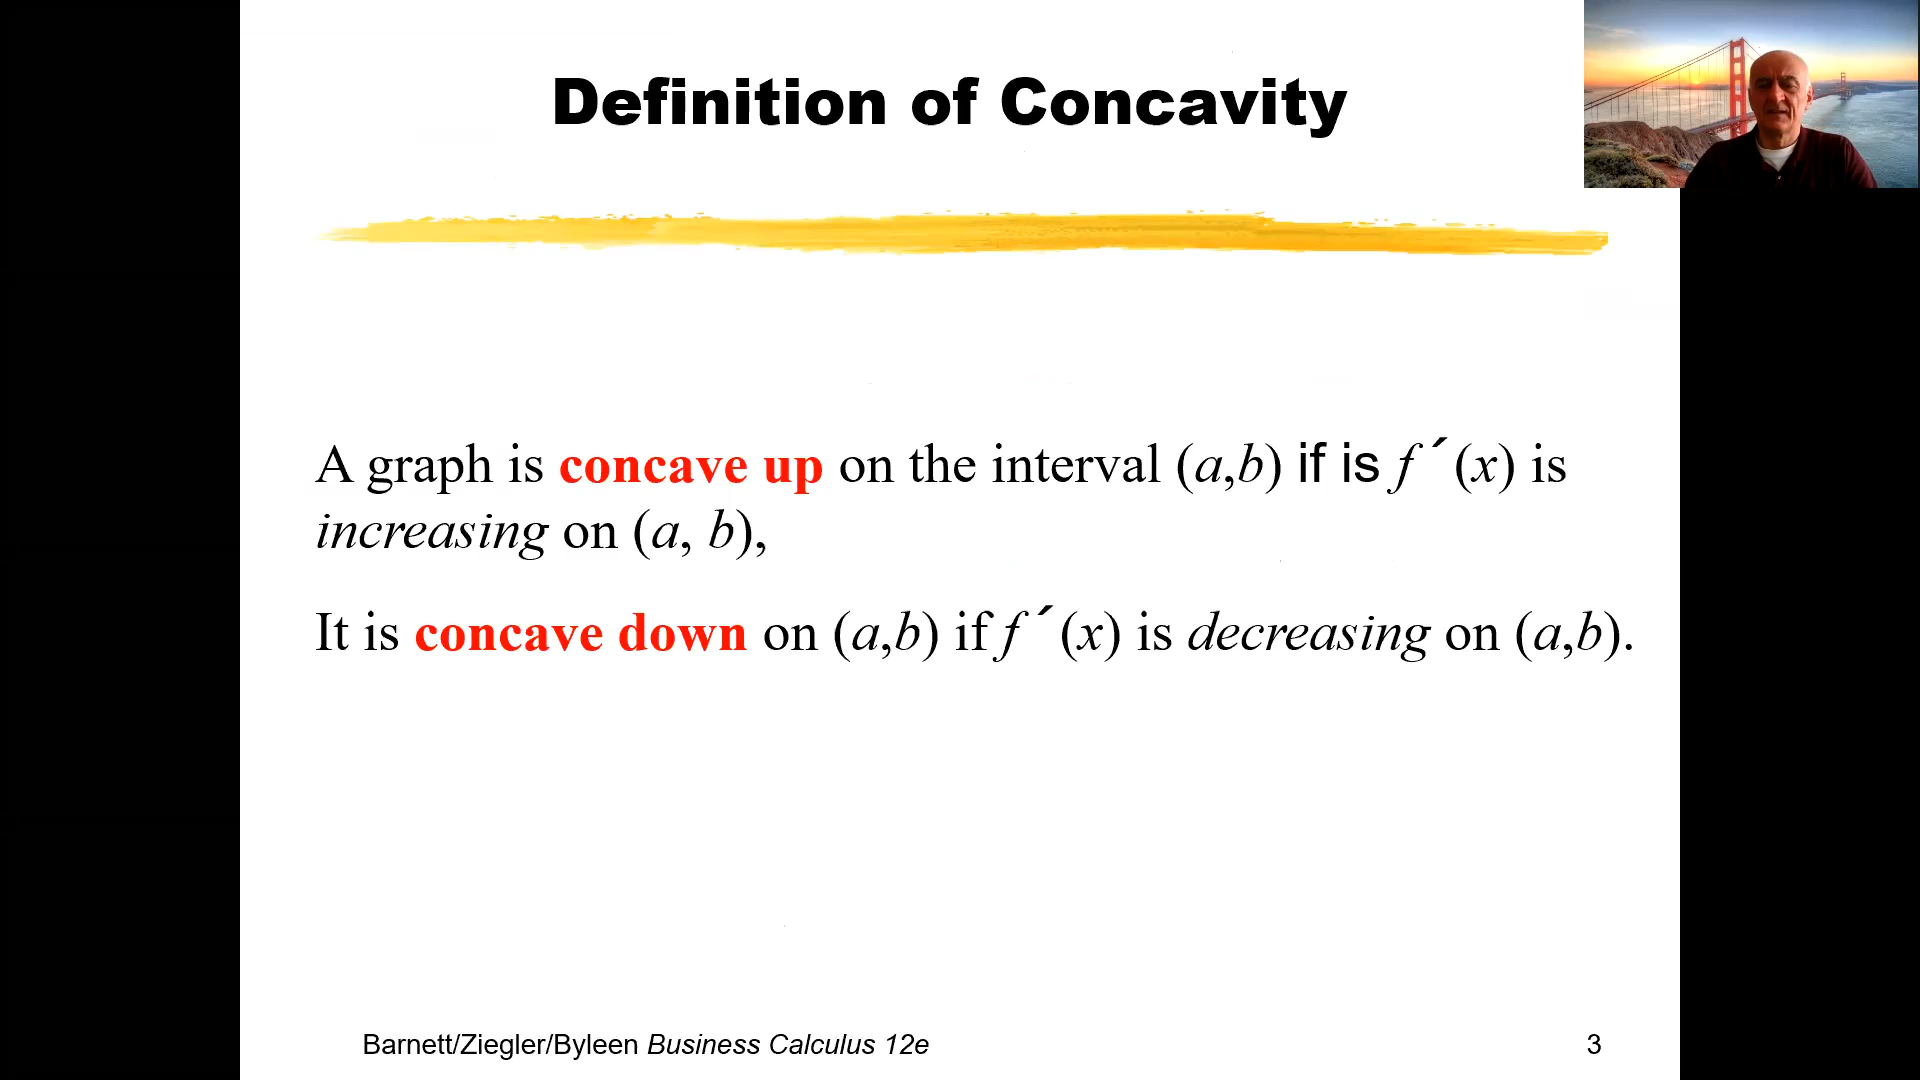 Definition of Concavity
A graph is concave up on the interval (a,b) if is f ´ (x) is
increasing on (a, b),
It is concave down on (a,b) if f ´ (x) is decreasing on (a,b).
Barnett/Ziegler/Byleen Business Calculus 12e
3